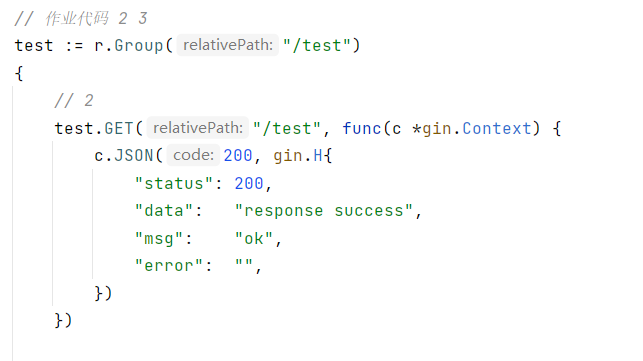 // 作业代码 2 3
test := r.Group( relativePath: "/test")
{
    // 2
    test.GET( relativePath: "/test", func(c *gin.Context) {
        c.JSON( code: 200, gin.H{
            "status": 200,
            "data":   "response success",
            "msg":    "ok",
            "error":  "",
        })
    })